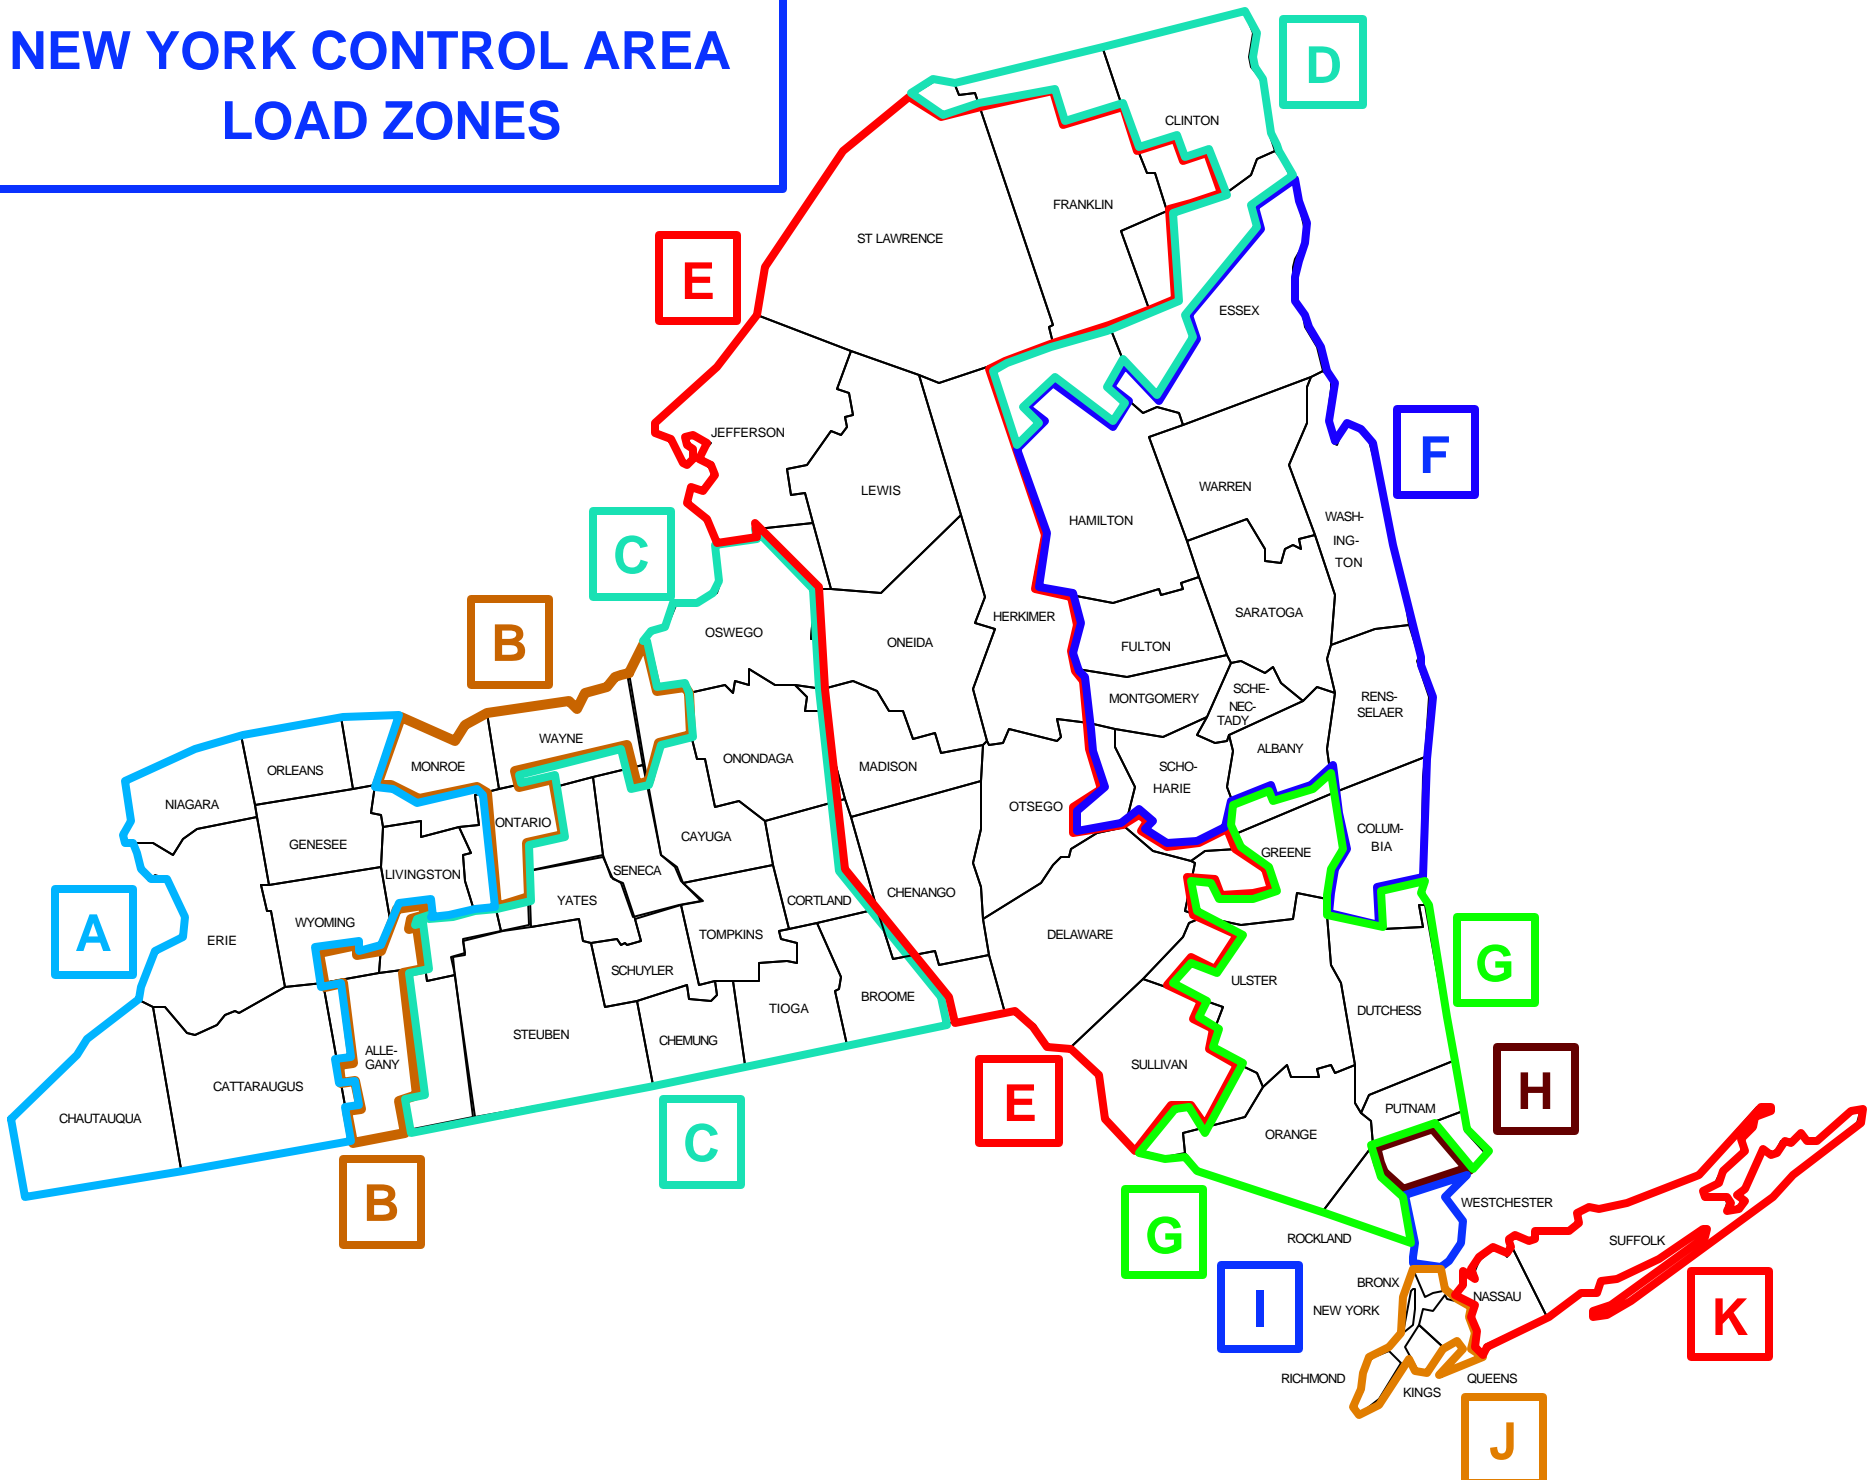 NEW YORK CONTROL AREA
LOAD ZONES
D
CLINTON
FRANKLIN
ST LAWRENCE
E
ESSEX
JEFFERSON
F
LEWIS
WARREN
HAMILTON
WASH-
ING-
TON
C
HERKIMER
SARATOGA
OSWEGO
ONEIDA
B
FULTON
MONTGOMERY
SCHE-
NEC-
TADY
RENS-
SELAER
WAYNE
ALBANY
ONONDAGA
MADISON
MONROE
ORLEANS
SCHO-
HARIE
NIAGARA
OTSEGO
ONTARIO
CAYUGA
COLUM-
BIA
GENESEE
GREENE
LIVINGSTON
SENECA
CHENANGO
YATES
CORTLAND
WYOMING
A
ERIE
TOMPKINS
DELAWARE
G
SCHUYLER
ULSTER
BROOME
TIOGA
DUTCHESS
STEUBEN
CHEMUNG
ALLE-
GANY
SULLIVAN
CATTARAUGUS
H
CHAUTAUQUA
E
PUTNAM
ORANGE
C
B
WESTCHESTER
G
ROCKLAND
SUFFOLK
BRONX
NASSAU
I
NEW YORK
K
RICHMOND
QUEENS
KINGS
J